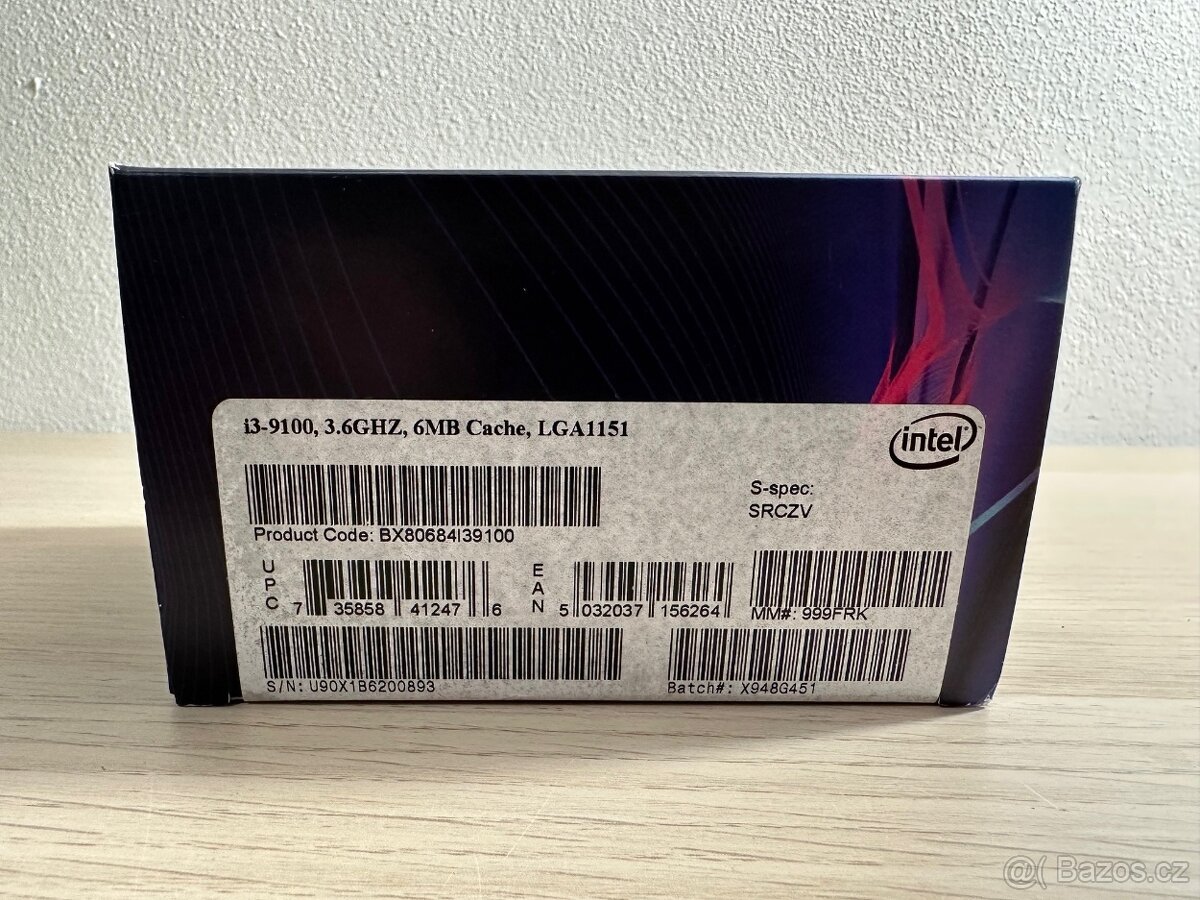 i3-9100, 3.6GHZ, 6MB Cache, LGA1151
intel
S-spec:
SRCZV
Product Code: BX80684I39100
UPC 7 35858 41247 6
EAN 5 032037 156264
MM#: 999FRK
S/N: U90X1B6200893
Batch#: X948G451
@( Bazos.cz